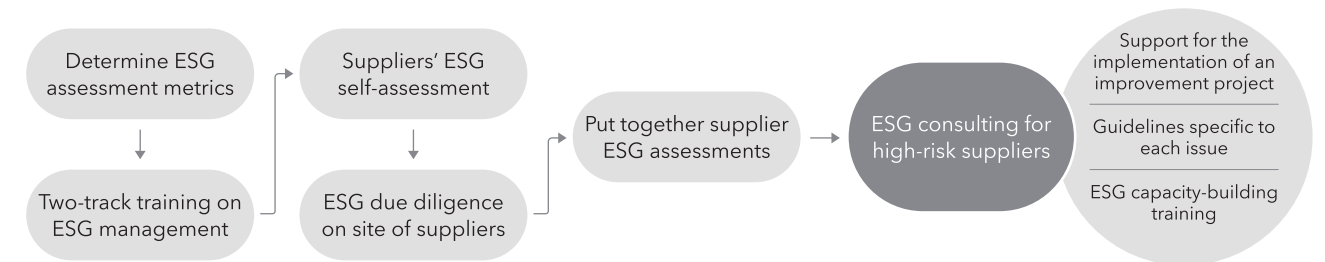 Determine ESG
assessment metrics
Two-track training on
ESG management
Suppliers’ ESG
self-assessment
ESG due diligence
on site of suppliers
Put together supplier
ESG assessments
ESG consulting for
high-risk suppliers
Support for the
implementation of an
improvement project
Guidelines specific to
each issue
ESG capacity-building
training